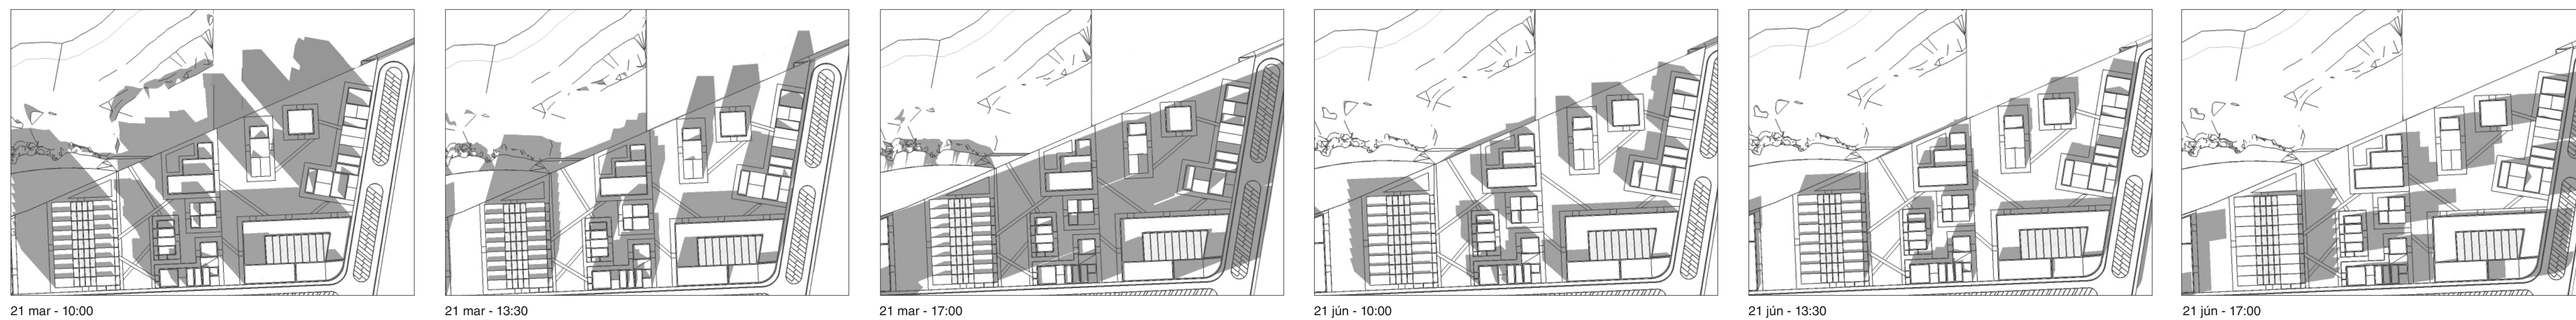 21 mar - 10:00
21 mar - 13:30
21 mar - 17:00
21 jún - 10:00
21 jún - 13:30
21 jún - 17:00